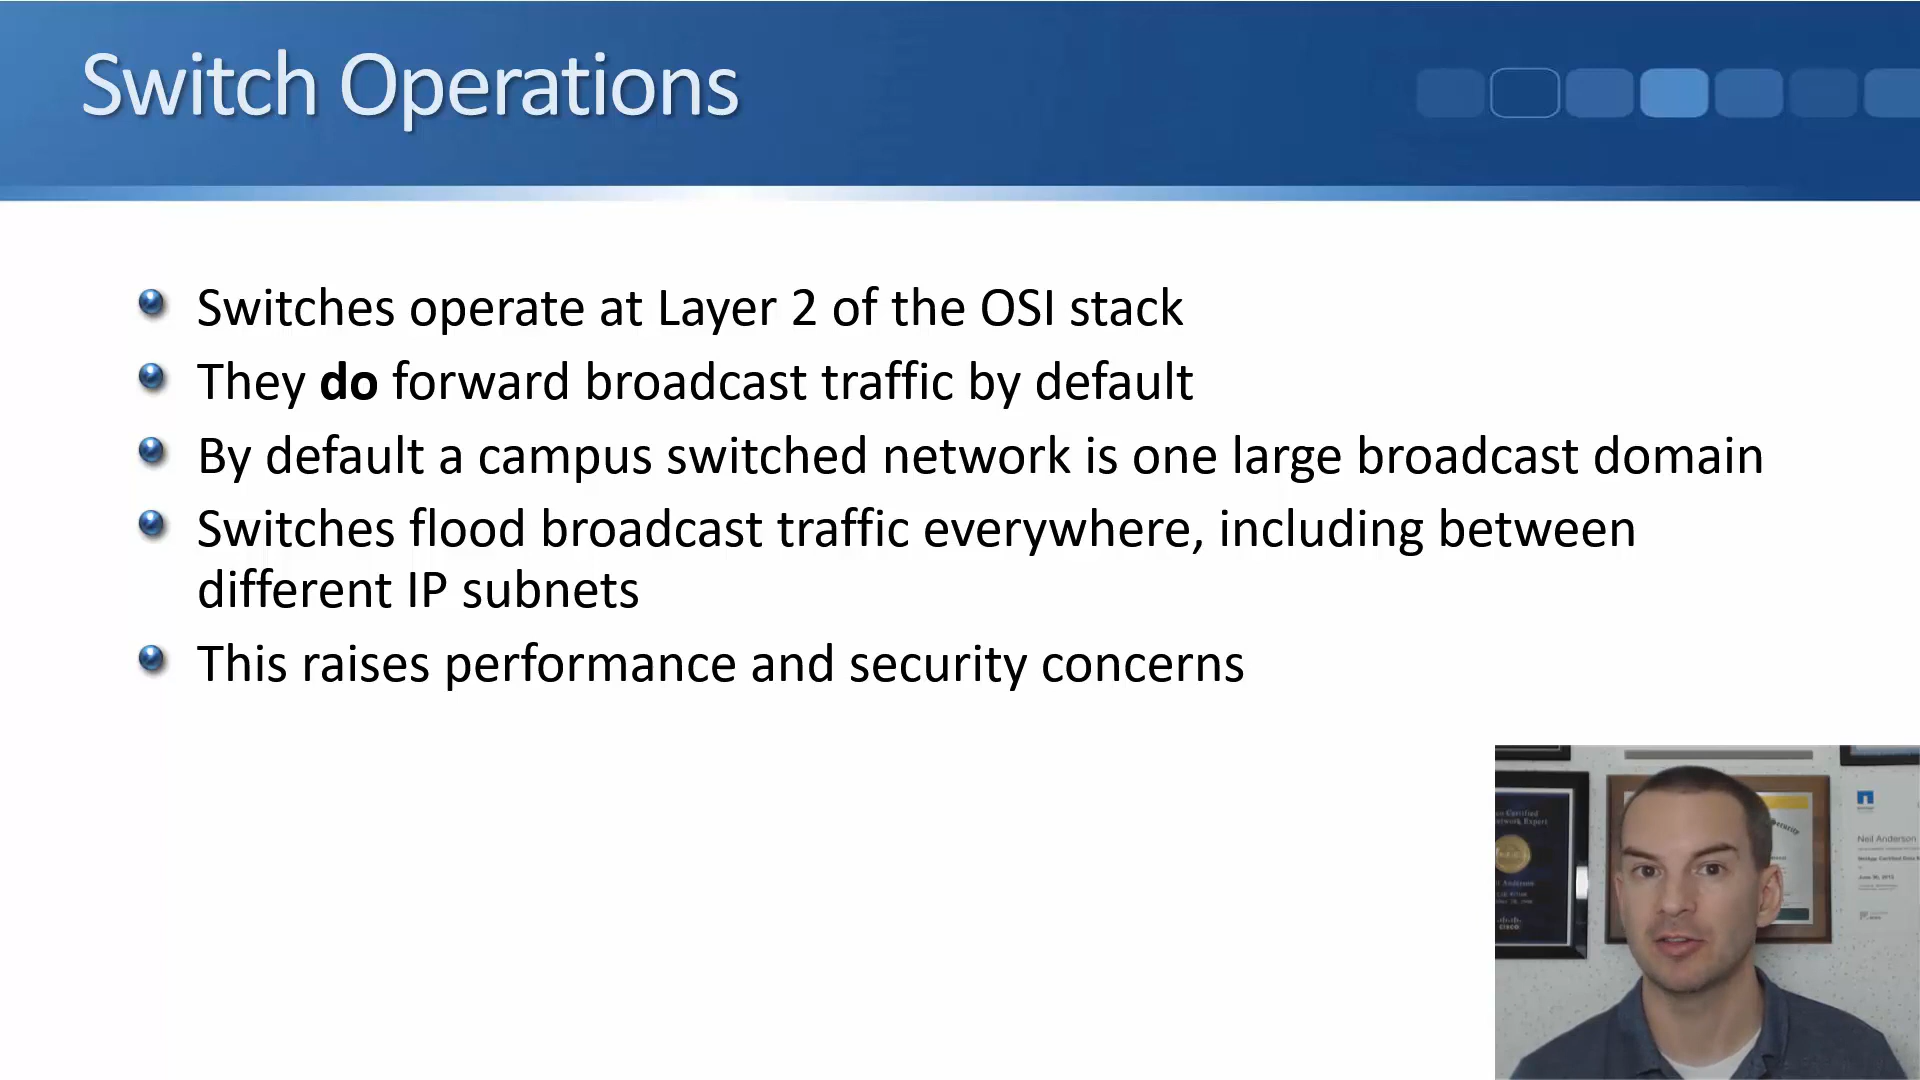 Switch Operations
Switches operate at Layer 2 of the OSI stack
They do forward broadcast traffic by default
By default a campus switched network is one large broadcast domain
Switches flood broadcast traffic everywhere, including between
different IP subnets
This raises performance and security concerns
Security
Neil Anderson
CISCO